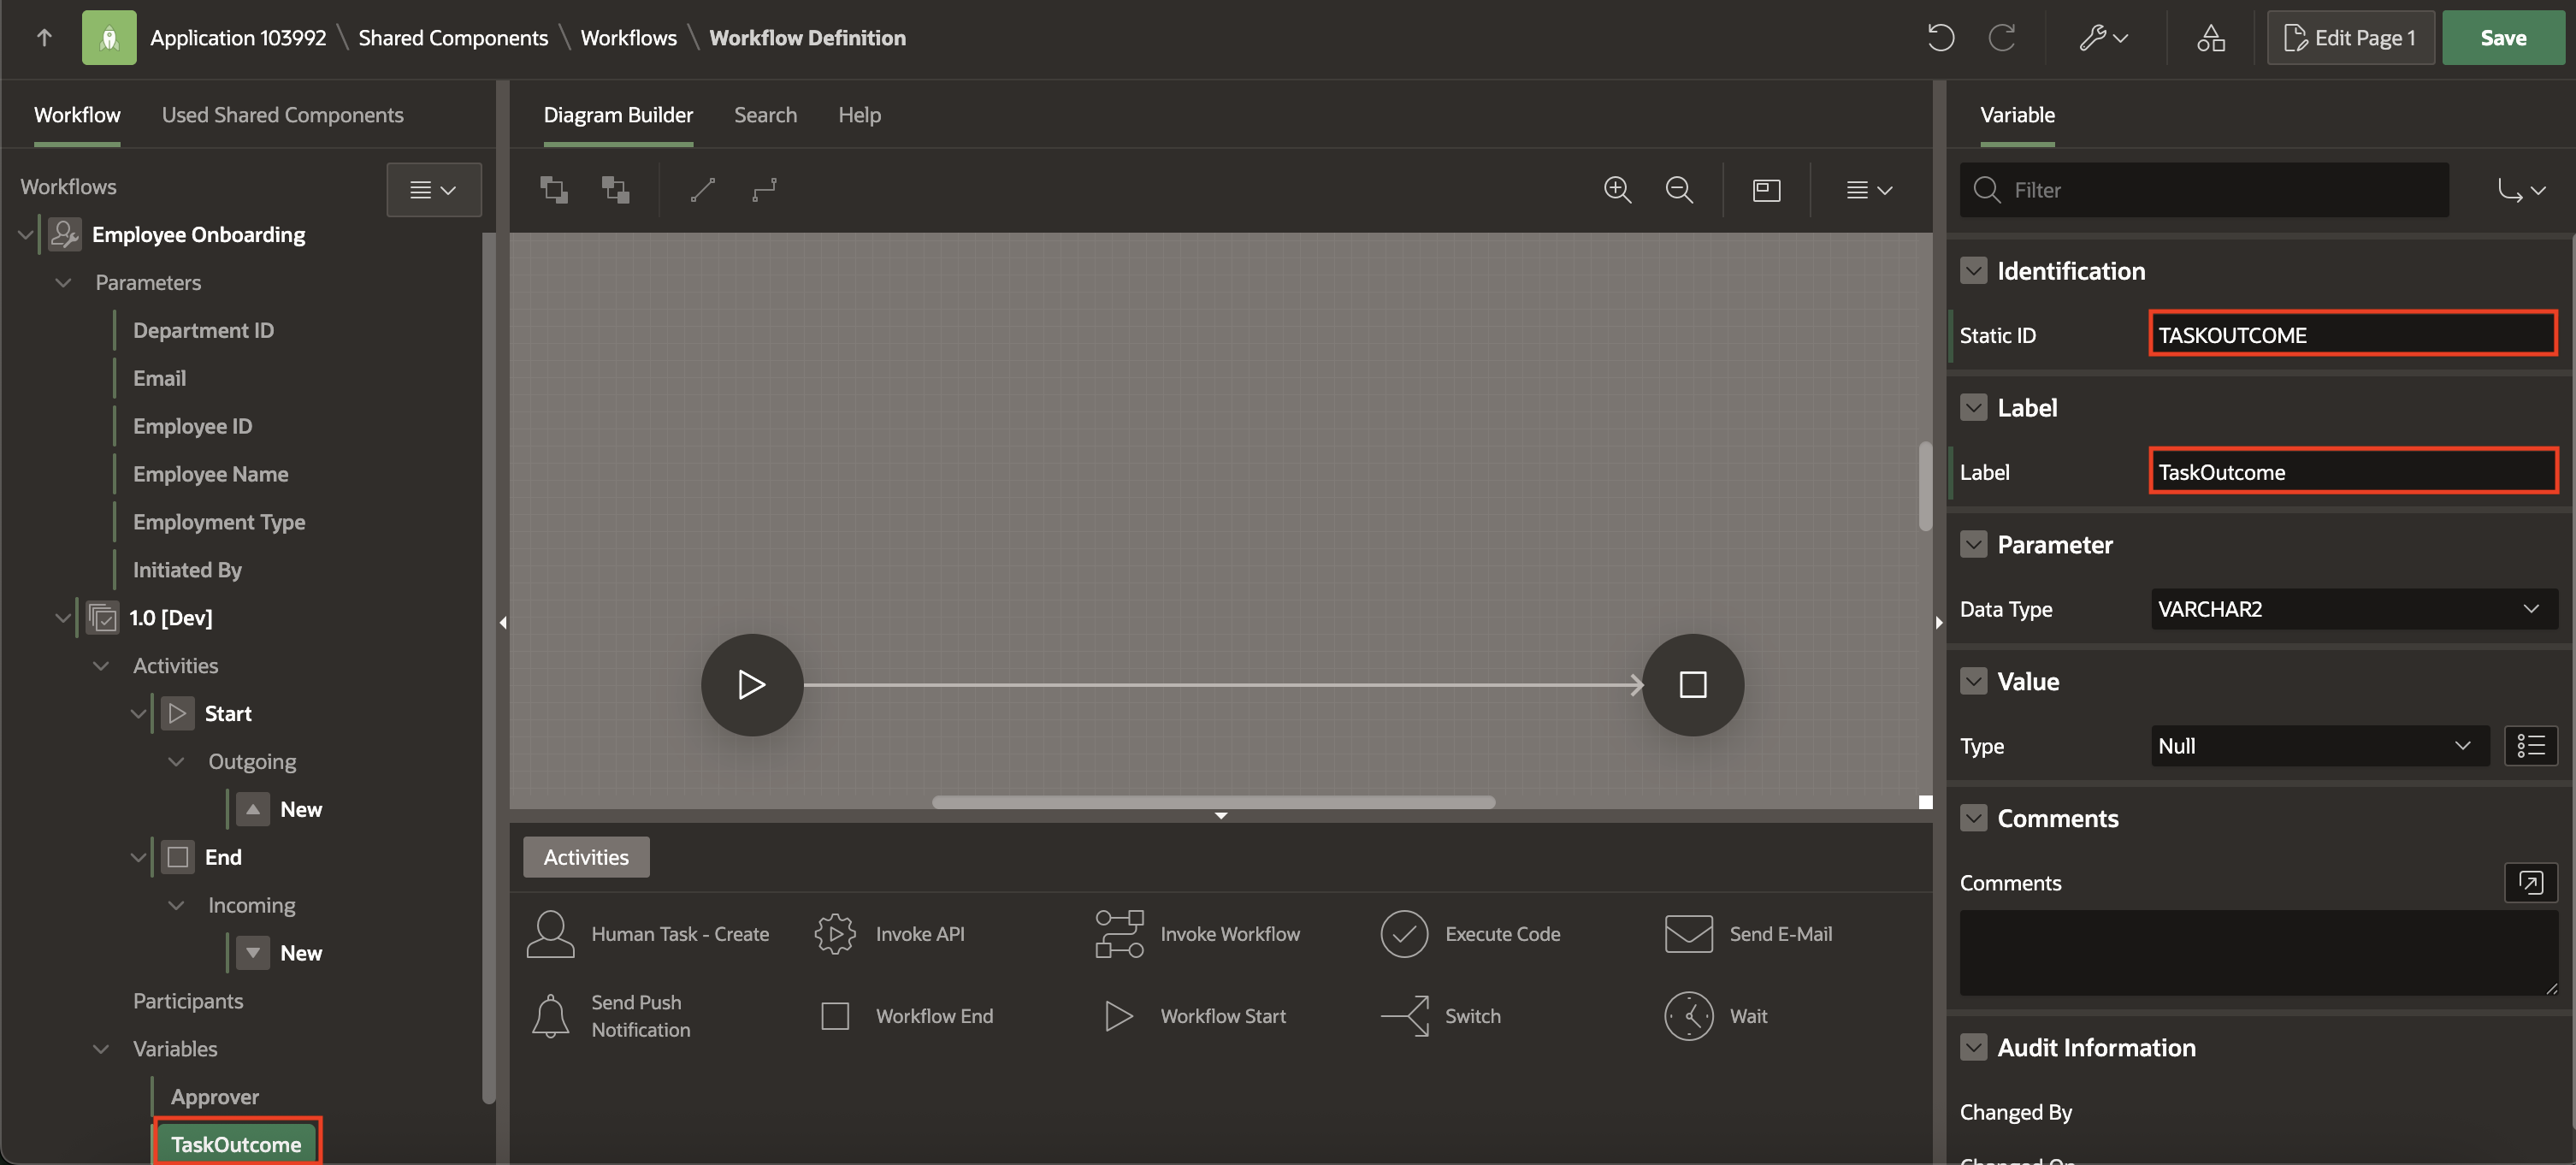 Application 103992 \ Shared Components \ Workflows \ Workflow Definition
Edit Page 1
Save
Workflow
Used Shared Components
Workflows
Employee Onboarding
Parameters
Department ID
Email
Employee ID
Employee Name
Employment Type
Initiated By
1.0 [Dev]
Activities
Start
Outgoing
New
End
Incoming
New
Participants
Variables
Approver
TaskOutcome
Diagram Builder
Search
Help
Activities
Human Task - Create
Invoke API
Invoke Workflow
Execute Code
Send E-Mail
Send Push
Notification
Workflow End
Workflow Start
Switch
Wait
Variable
Filter
Identification
Static ID
TASKOUTCOME
Label
Label
TaskOutcome
Parameter
Data Type
VARCHAR2
Value
Type
Null
Comments
Comments
Audit Information
Changed By